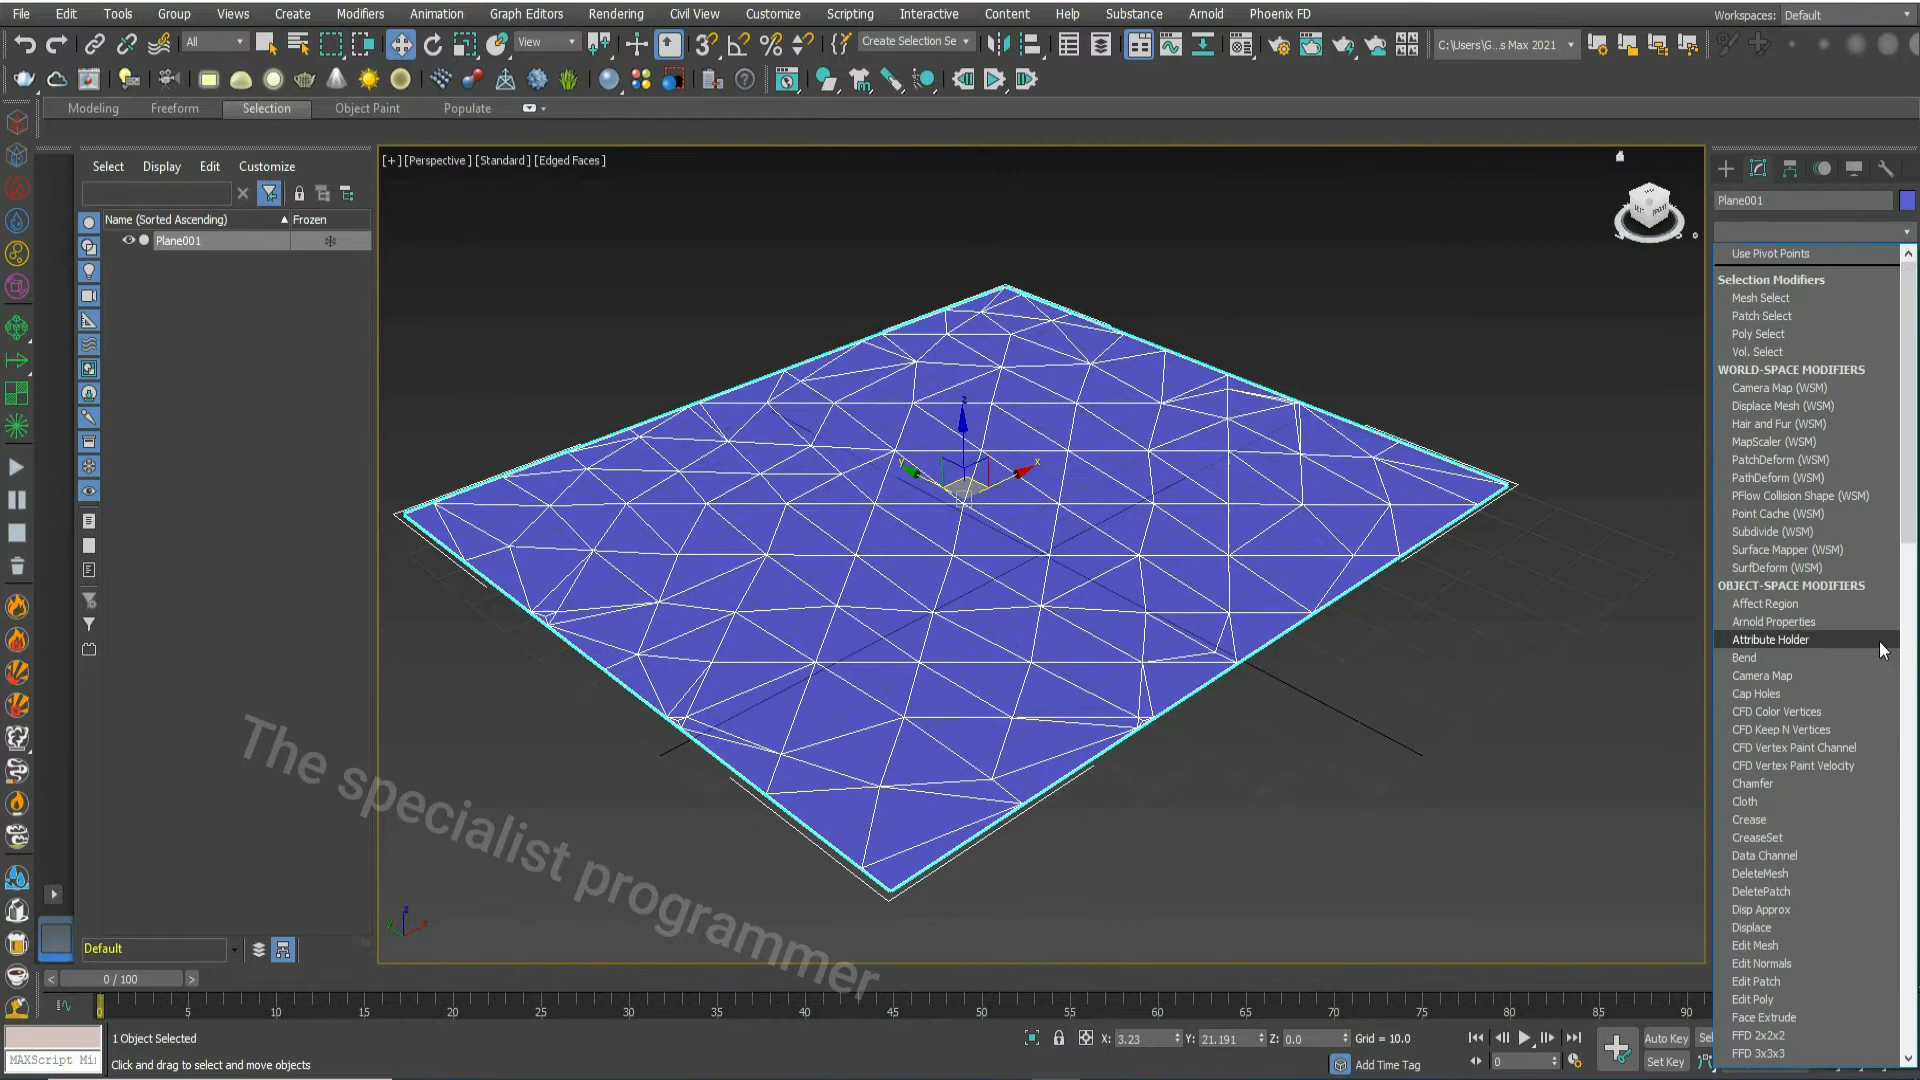 File Edit Tools Group Views Create Modifiers Animation Graph Editors Rendering Civil View Customize Scripting Interactive Content Help Substance Arnold Phoenix FD Workspaces: Default
All View Create Selection Se C:\Users\G...s Max 2021
Modeling Freeform Selection Object Paint Populate
Select Display Edit Customize
Name (Sorted Ascending) Frozen
Plane001
[+] [Perspective] [Standard] [Edged Faces]
Plane001
Use Pivot Points
Selection Modifiers
Mesh Select
Patch Select
Poly Select
Vol. Select
WORLD-SPACE MODIFIERS
Camera Map (WSM)
Displace Mesh (WSM)
Hair and Fur (WSM)
MapScaler (WSM)
PatchDeform (WSM)
PathDeform (WSM)
PFlow Collision Shape (WSM)
Point Cache (WSM)
Subdivide (WSM)
Surface Mapper (WSM)
SurfDeform (WSM)
OBJECT-SPACE MODIFIERS
Affect Region
Arnold Properties
Attribute Holder
Bend
Camera Map
Cap Holes
CFD Color Vertices
CFD Keep N Vertices
CFD Vertex Paint Channel
CFD Vertex Paint Velocity
Chamfer
Cloth
Crease
CreaseSet
Data Channel
DeleteMesh
DeletePatch
Disp Approx
Displace
Edit Mesh
Edit Normals
Edit Patch
Edit Poly
Face Extrude
FFD 2x2x2
FFD 3x3x3
z
y x
The specialist programmer
Default
0 / 100
0 5 10 15 20 25 30 35 40 45 50 55 60 65 70 75 80 85 90
1 Object Selected X: 3.23 Y: 21.191 Z: 0.0 Grid = 10.0 Auto Key Sel
MAXScript Mi Click and drag to select and move objects Add Time Tag 0 Set Key